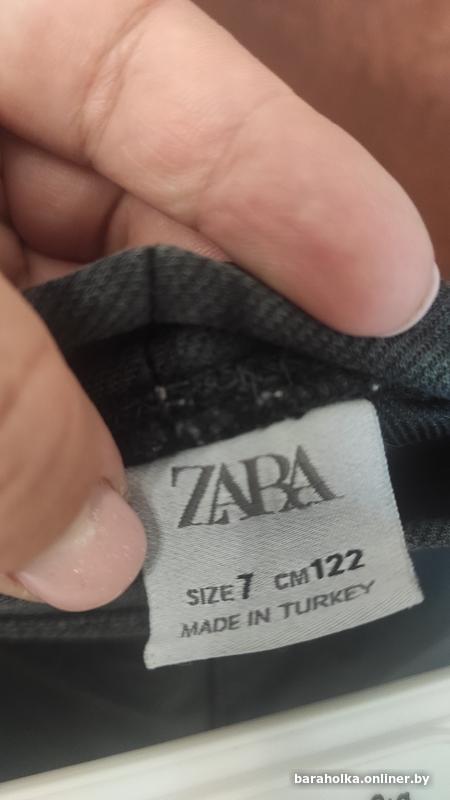 ZARA
SIZE 7 CM 122
MADE IN TURKEY
baraholka.onliner.by